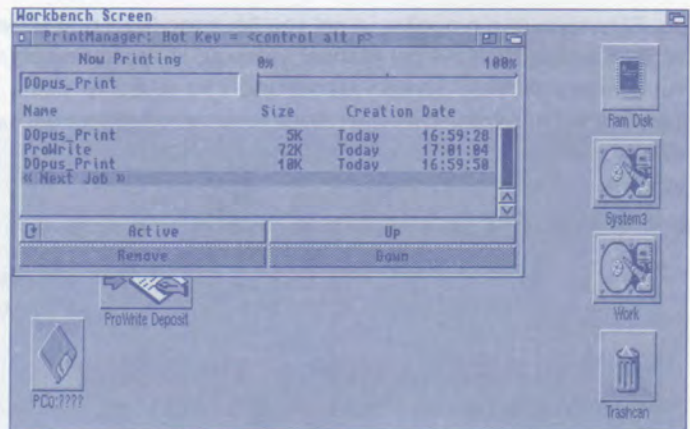 Workbench Screen
PrintManager: Hot Key = <control alt p>
Now Printing 0% 100%
DOpus_Print
Name Size Creation Date
DOpus_Print 5K Today 16:59:28
ProWrite 72K Today 17:01:04
DOpus_Print 10K Today 16:59:50
« Next Job »
Active Up
Remove Down
Ram Disk
System3
Work
Trashcan
ProWrite Deposit
PC0:????